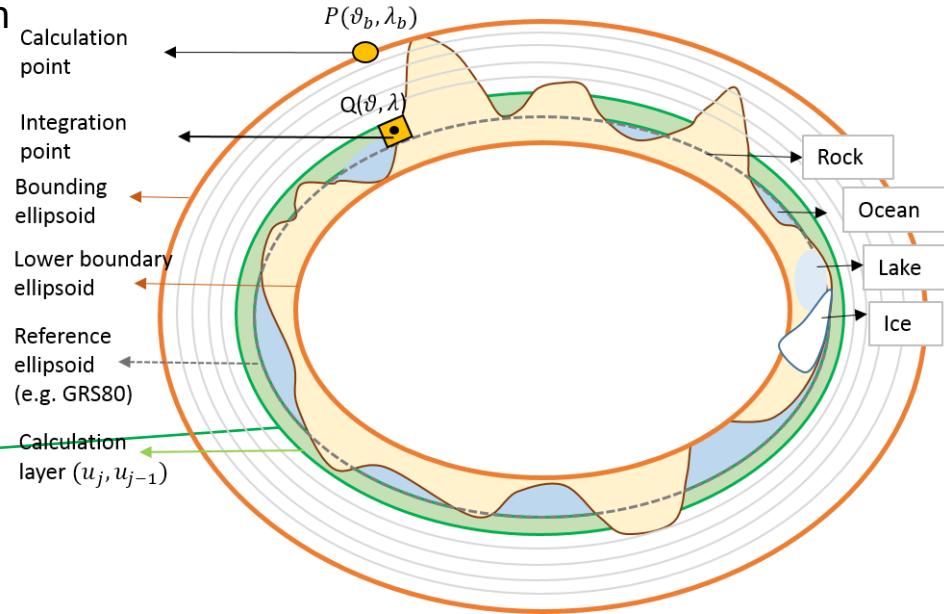 n
P(ϑ_b, λ_b)
Calculation
point
Q(ϑ, λ)
Integration
point
Bounding
ellipsoid
Lower boundary
ellipsoid
Reference
ellipsoid
(e.g. GRS80)
Calculation
layer (u_j, u_{j−1})
Rock
Ocean
Lake
Ice